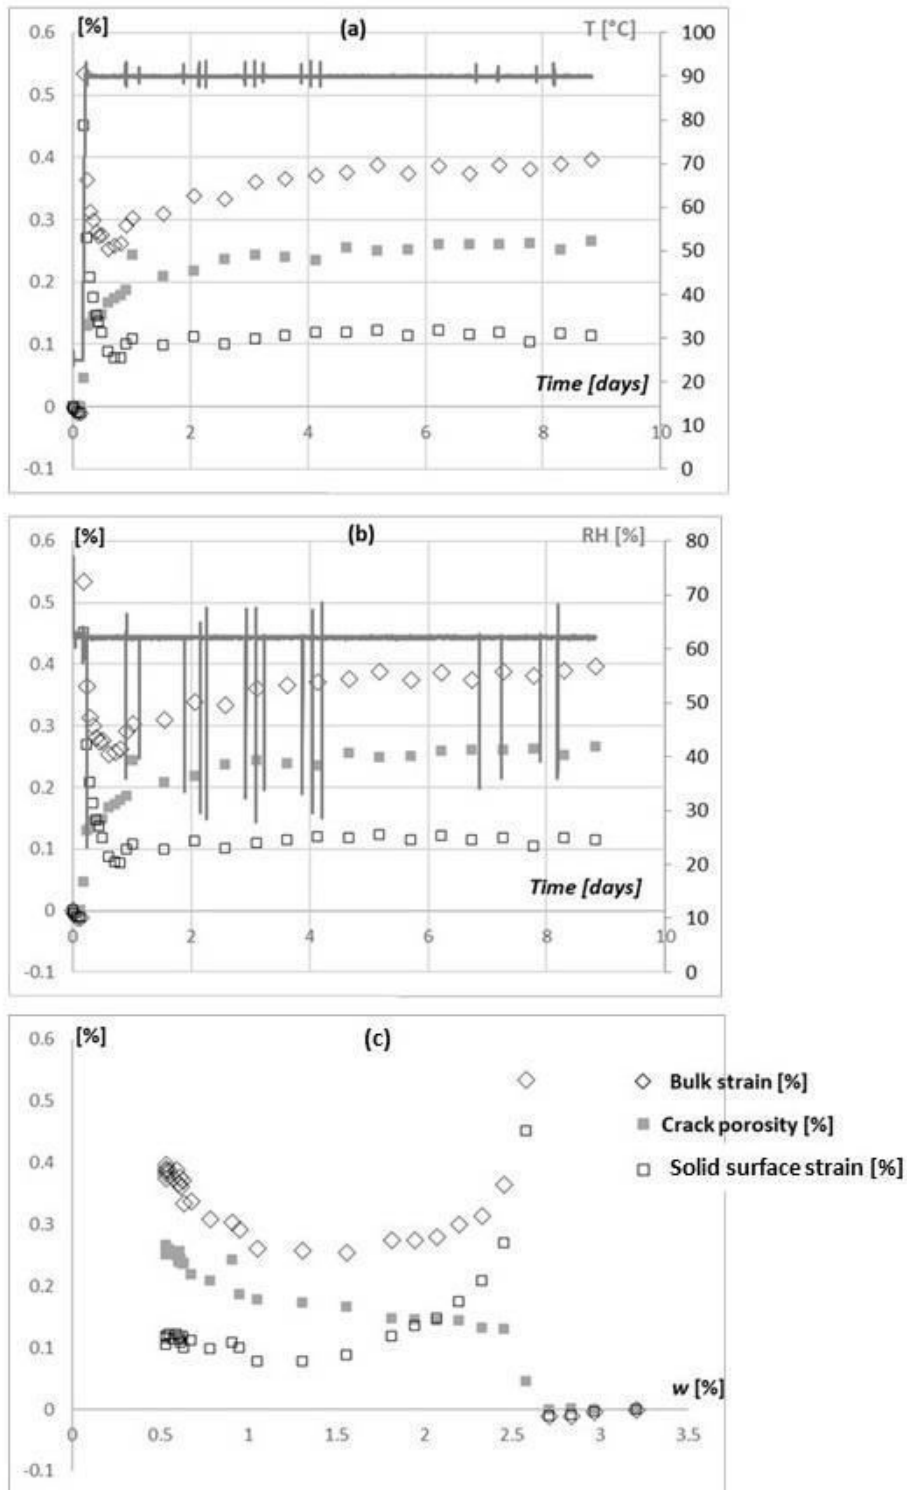 [%] (a) T [°C]
0.6 100
90
0.5
80
0.4 70
60
0.3
50
0.2 40
30
0.1
Time [days] 20
0
0 2 4 6 8 10 10
-0.1 0
[%] (b) RH [%]
0.6 80
70
0.5
60
0.4
50
0.3
40
0.2
30
0.1 20
Time [days]
0 10
0 2 4 6 8 10
-0.1 0
[%] (c)
0.6
Bulk strain [%]
0.5
Crack porosity [%]
0.4 Solid surface strain [%]
0.3
0.2
0.1
w [%]
0
0 0.5 1 1.5 2 2.5 3 3.5
-0.1